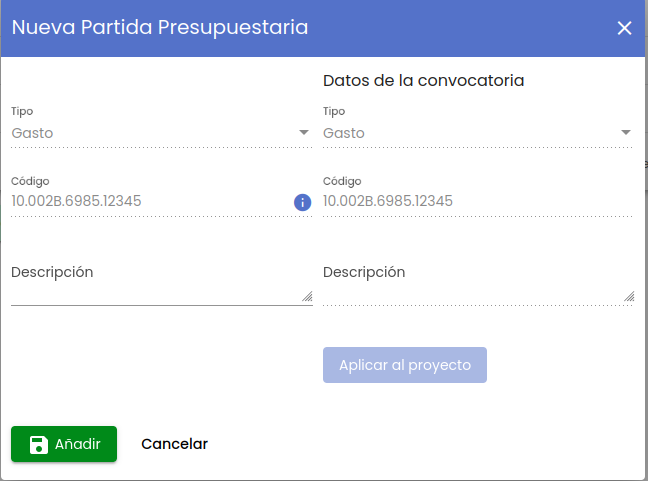 Nueva Partida Presupuestaria
Datos de la convocatoria
Tipo
Gasto
Tipo
Gasto
Código
10.002B.6985.12345
Código
10.002B.6985.12345
Descripción
Descripción
Aplicar al proyecto
Añadir
Cancelar